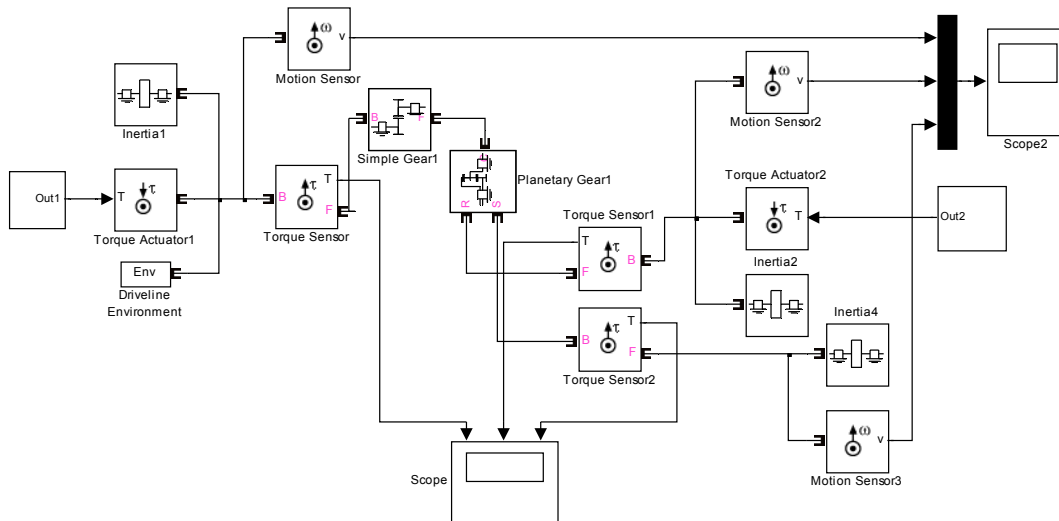 ω
v
Motion Sensor
Inertia1
B
F
Simple Gear1
ω
v
Motion Sensor2
Scope2
Out1
T
τ
Torque Actuator1
B
τ
T
F
Torque Sensor
R
S
Planetary Gear1
Torque Sensor1
T
τ
F
B
Torque Actuator2
τ
T
Out2
Env
Driveline
Environment
Inertia2
B
τ
T
F
Torque Sensor2
Inertia4
Scope
ω
v
Motion Sensor3